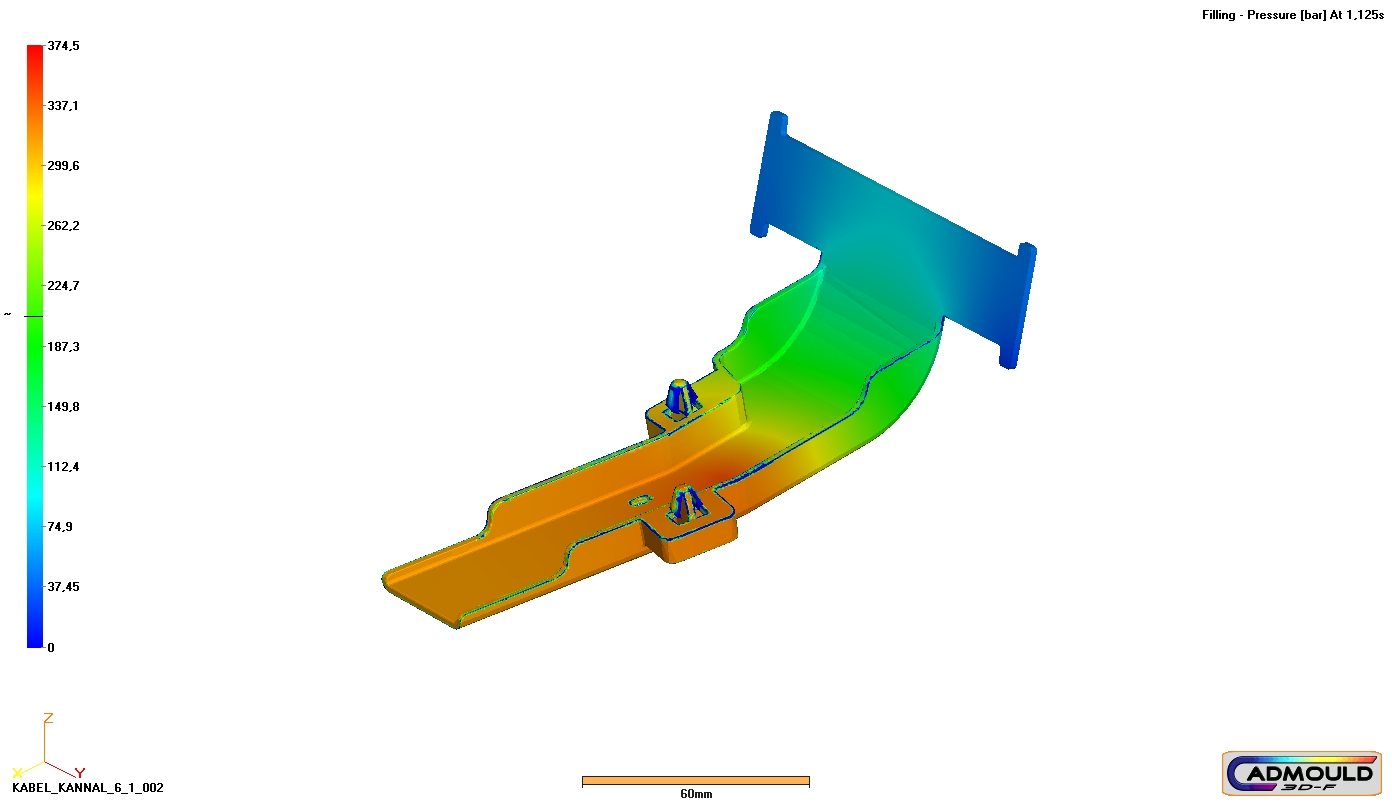 Filling - Pressure [bar] At 1,125s
374,5
337,1
299,6
262,2
224,7
~
187,3
149,8
112,4
74,9
37,45
0
Z
X Y
KABEL_KANNAL_6_1_002
60mm
CADMOULD
3D-F